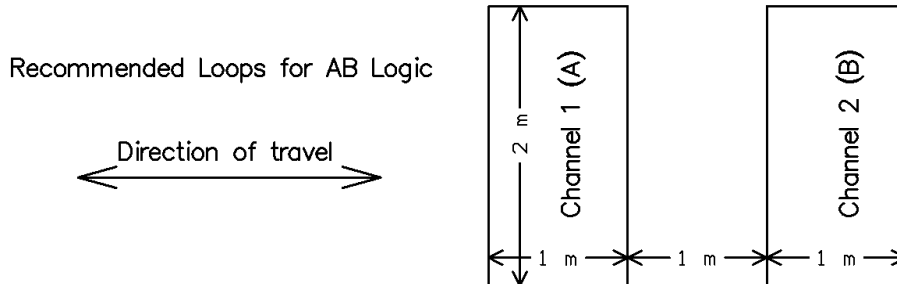 Recommended Loops for AB Logic
Direction of travel
2 m
Channel 1 (A)
Channel 2 (B)
1 m
1 m
1 m